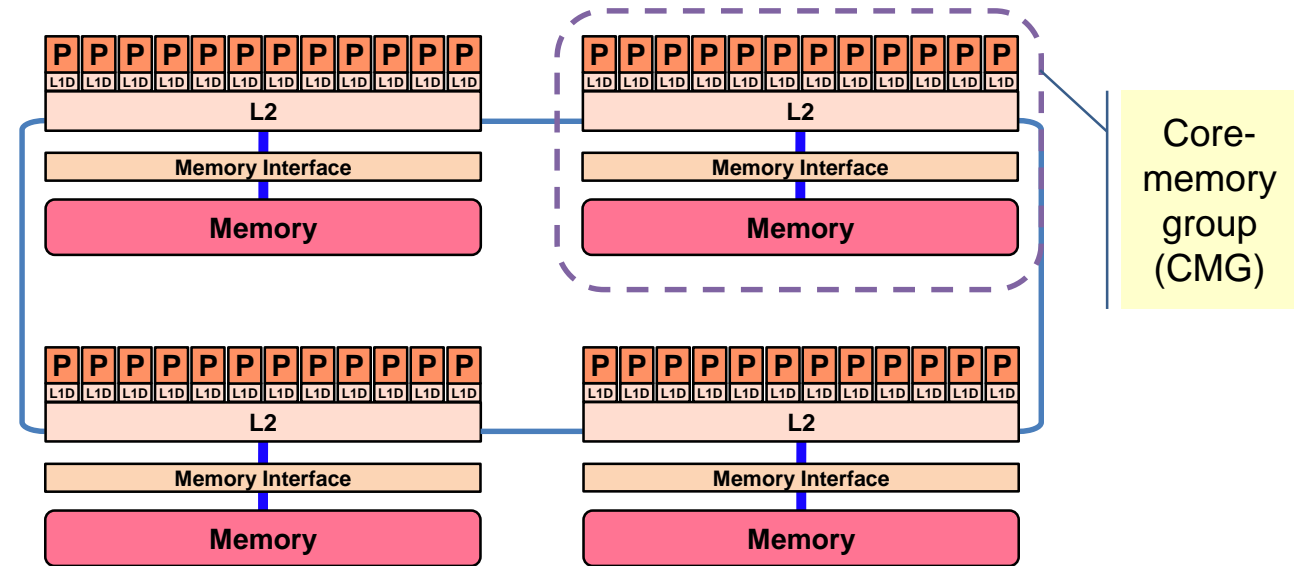 P P P P P P P P P P P P
L1D L1D L1D L1D L1D L1D L1D L1D L1D L1D L1D L1D
L2
Memory Interface
Memory
P P P P P P P P P P P P
L1D L1D L1D L1D L1D L1D L1D L1D L1D L1D L1D L1D
L2
Memory Interface
Memory
Core-
memory
group
(CMG)
P P P P P P P P P P P P
L1D L1D L1D L1D L1D L1D L1D L1D L1D L1D L1D L1D
L2
Memory Interface
Memory
P P P P P P P P P P P P
L1D L1D L1D L1D L1D L1D L1D L1D L1D L1D L1D L1D
L2
Memory Interface
Memory